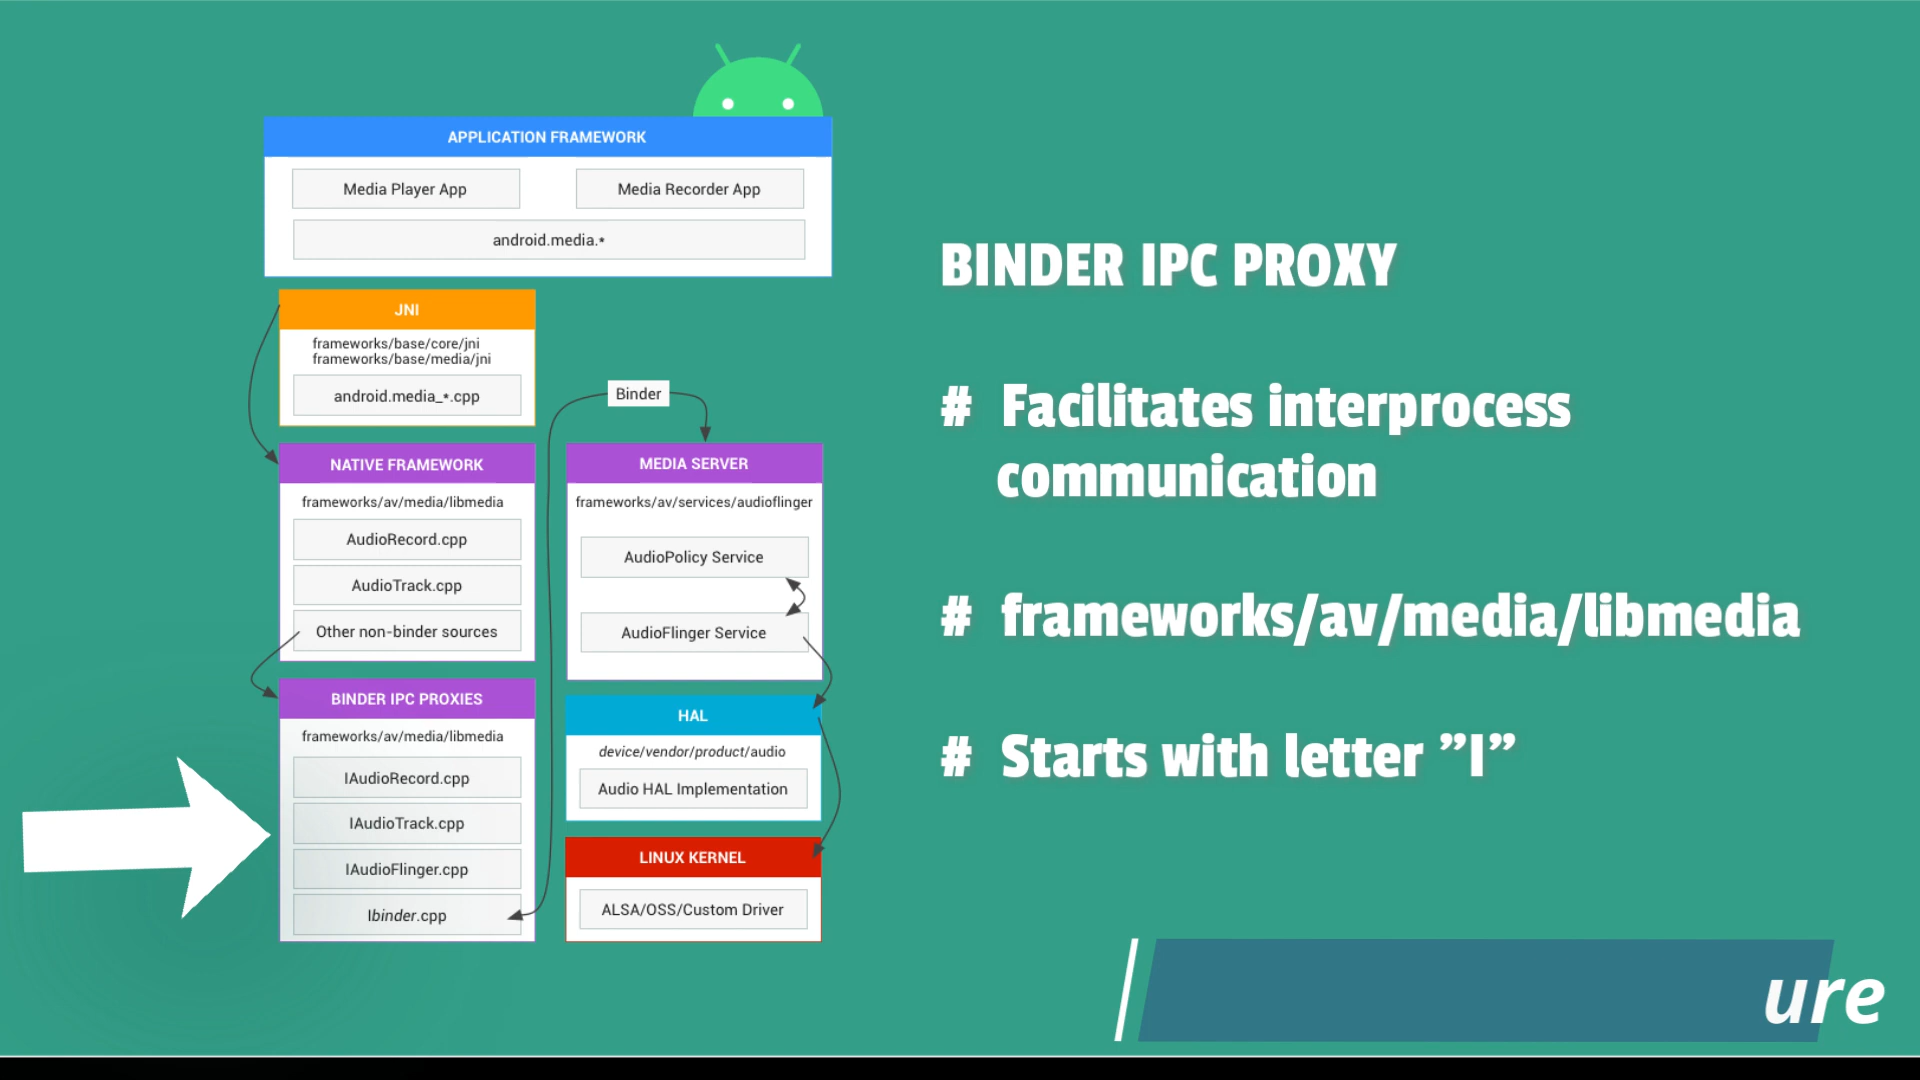 APPLICATION FRAMEWORK
Media Player App
Media Recorder App
android.media.*
JNI
frameworks/base/core/jni
frameworks/base/media/jni
android.media_*.cpp
Binder
NATIVE FRAMEWORK
frameworks/av/media/libmedia
AudioRecord.cpp
AudioTrack.cpp
Other non-binder sources
MEDIA SERVER
frameworks/av/services/audioflinger
AudioPolicy Service
AudioFlinger Service
BINDER IPC PROXIES
frameworks/av/media/libmedia
IAudioRecord.cpp
IAudioTrack.cpp
IAudioFlinger.cpp
Ibinder.cpp
HAL
device/vendor/product/audio
Audio HAL Implementation
LINUX KERNEL
ALSA/OSS/Custom Driver
BINDER IPC PROXY
# Facilitates interprocess
communication
# frameworks/av/media/libmedia
# Starts with letter ”I”
ure